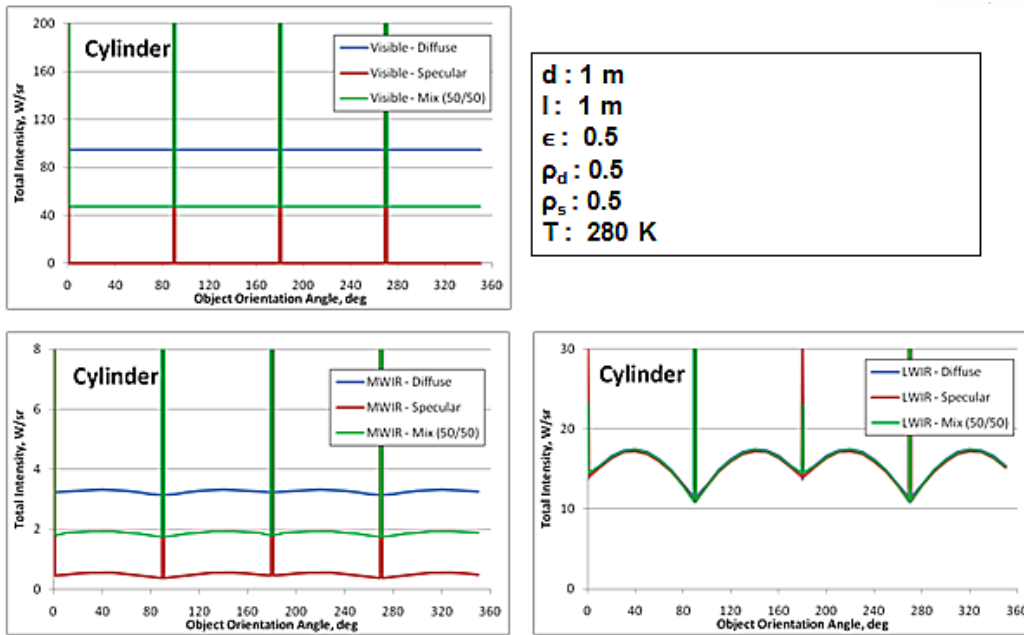 Cylinder
Visible - Diffuse
Visible - Specular
Visible - Mix (50/50)
Total Intensity, W/sr
200
160
120
80
40
0
0 40 80 120 160 200 240 280 320 360
Object Orientation Angle, deg
d : 1 m
l : 1 m
ϵ : 0.5
ρd : 0.5
ρs : 0.5
T : 280 K
Cylinder
MWIR - Diffuse
MWIR - Specular
MWIR - Mix (50/50)
Total Intensity, W/sr
8
6
4
2
0
0 40 80 120 160 200 240 280 320 360
Object Orientation Angle, deg
Cylinder
LWIR - Diffuse
LWIR - Specular
LWIR - Mix (50/50)
Total Intensity, W/sr
30
20
10
0
0 40 80 120 160 200 240 280 320 360
Object Orientation Angle, deg